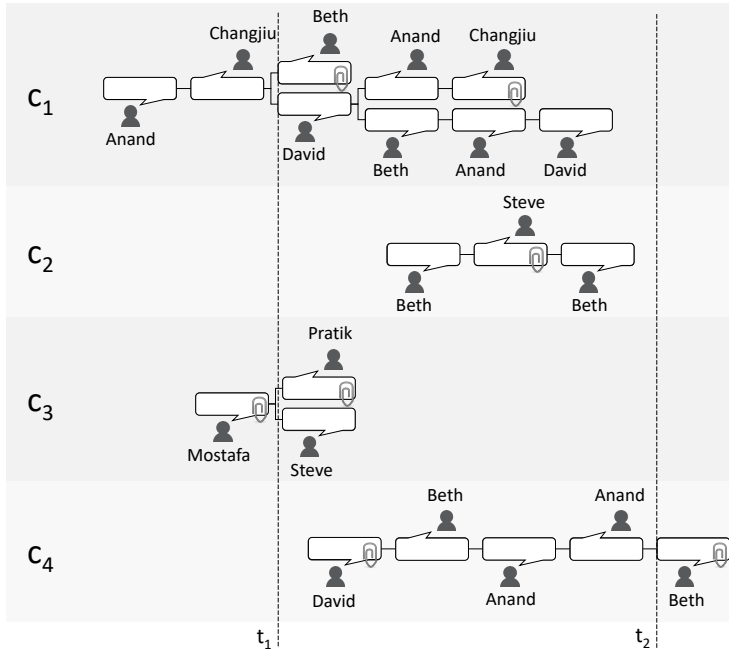 Beth
Changjiu
Anand
Changjiu
c1
Anand
David
Beth
Anand
David
Steve
c2
Beth
Beth
Pratik
c3
Mostafa
Steve
Beth
Anand
c4
David
Anand
Beth
t1
t2